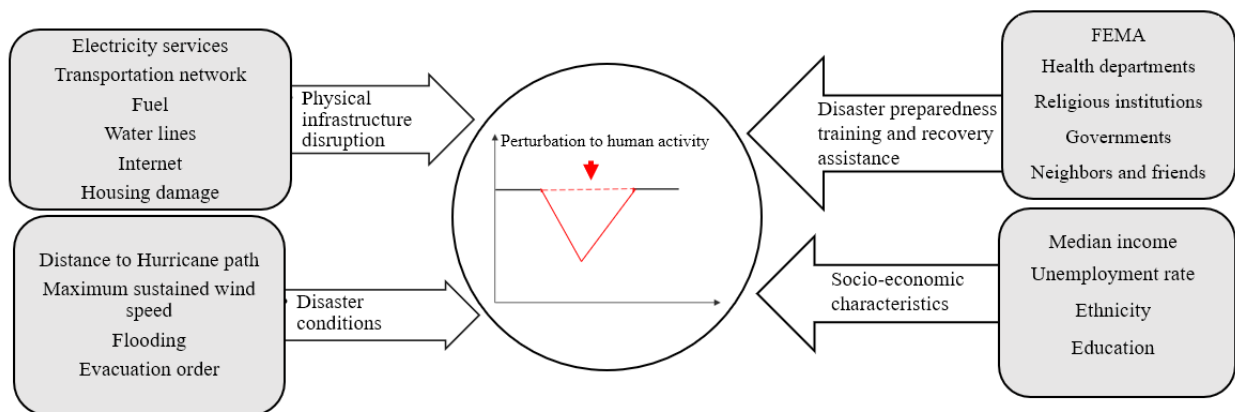 Electricity services
Transportation network
Fuel
Water lines
Internet
Housing damage
• Physical
infrastructure
disruption
Distance to Hurricane path
Maximum sustained wind
speed
Flooding
Evacuation order
• Disaster
conditions
Perturbation to human activity
Disaster preparedness
training and recovery
assistance
FEMA
Health departments
Religious institutions
Governments
Neighbors and friends
Socio-economic
characteristics
Median income
Unemployment rate
Ethnicity
Education